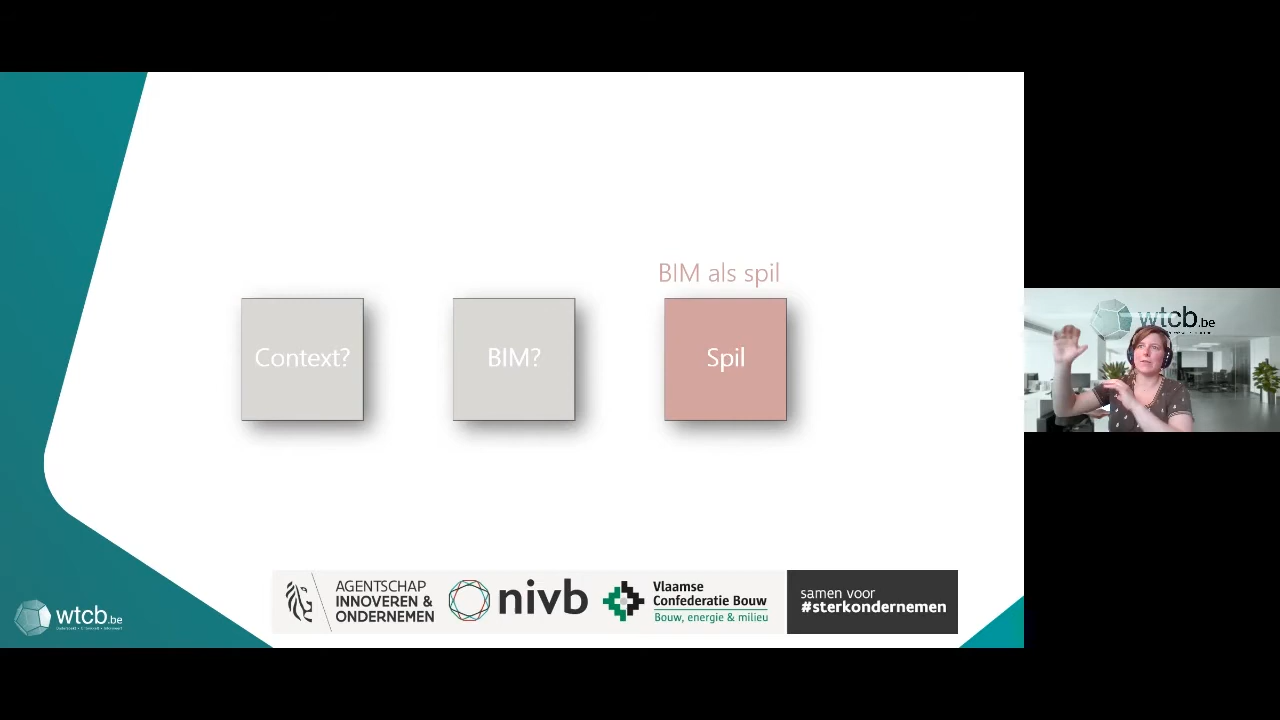 BIM als spil
Context?
BIM?
Spil
wtcb.be
AGENTSCHAP
INNOVEREN &
ONDERNEMEN
nivb
Vlaamse
Confederatie Bouw
Bouw, energie & milieu
samen voor
#sterkondernemen
wtcb.be